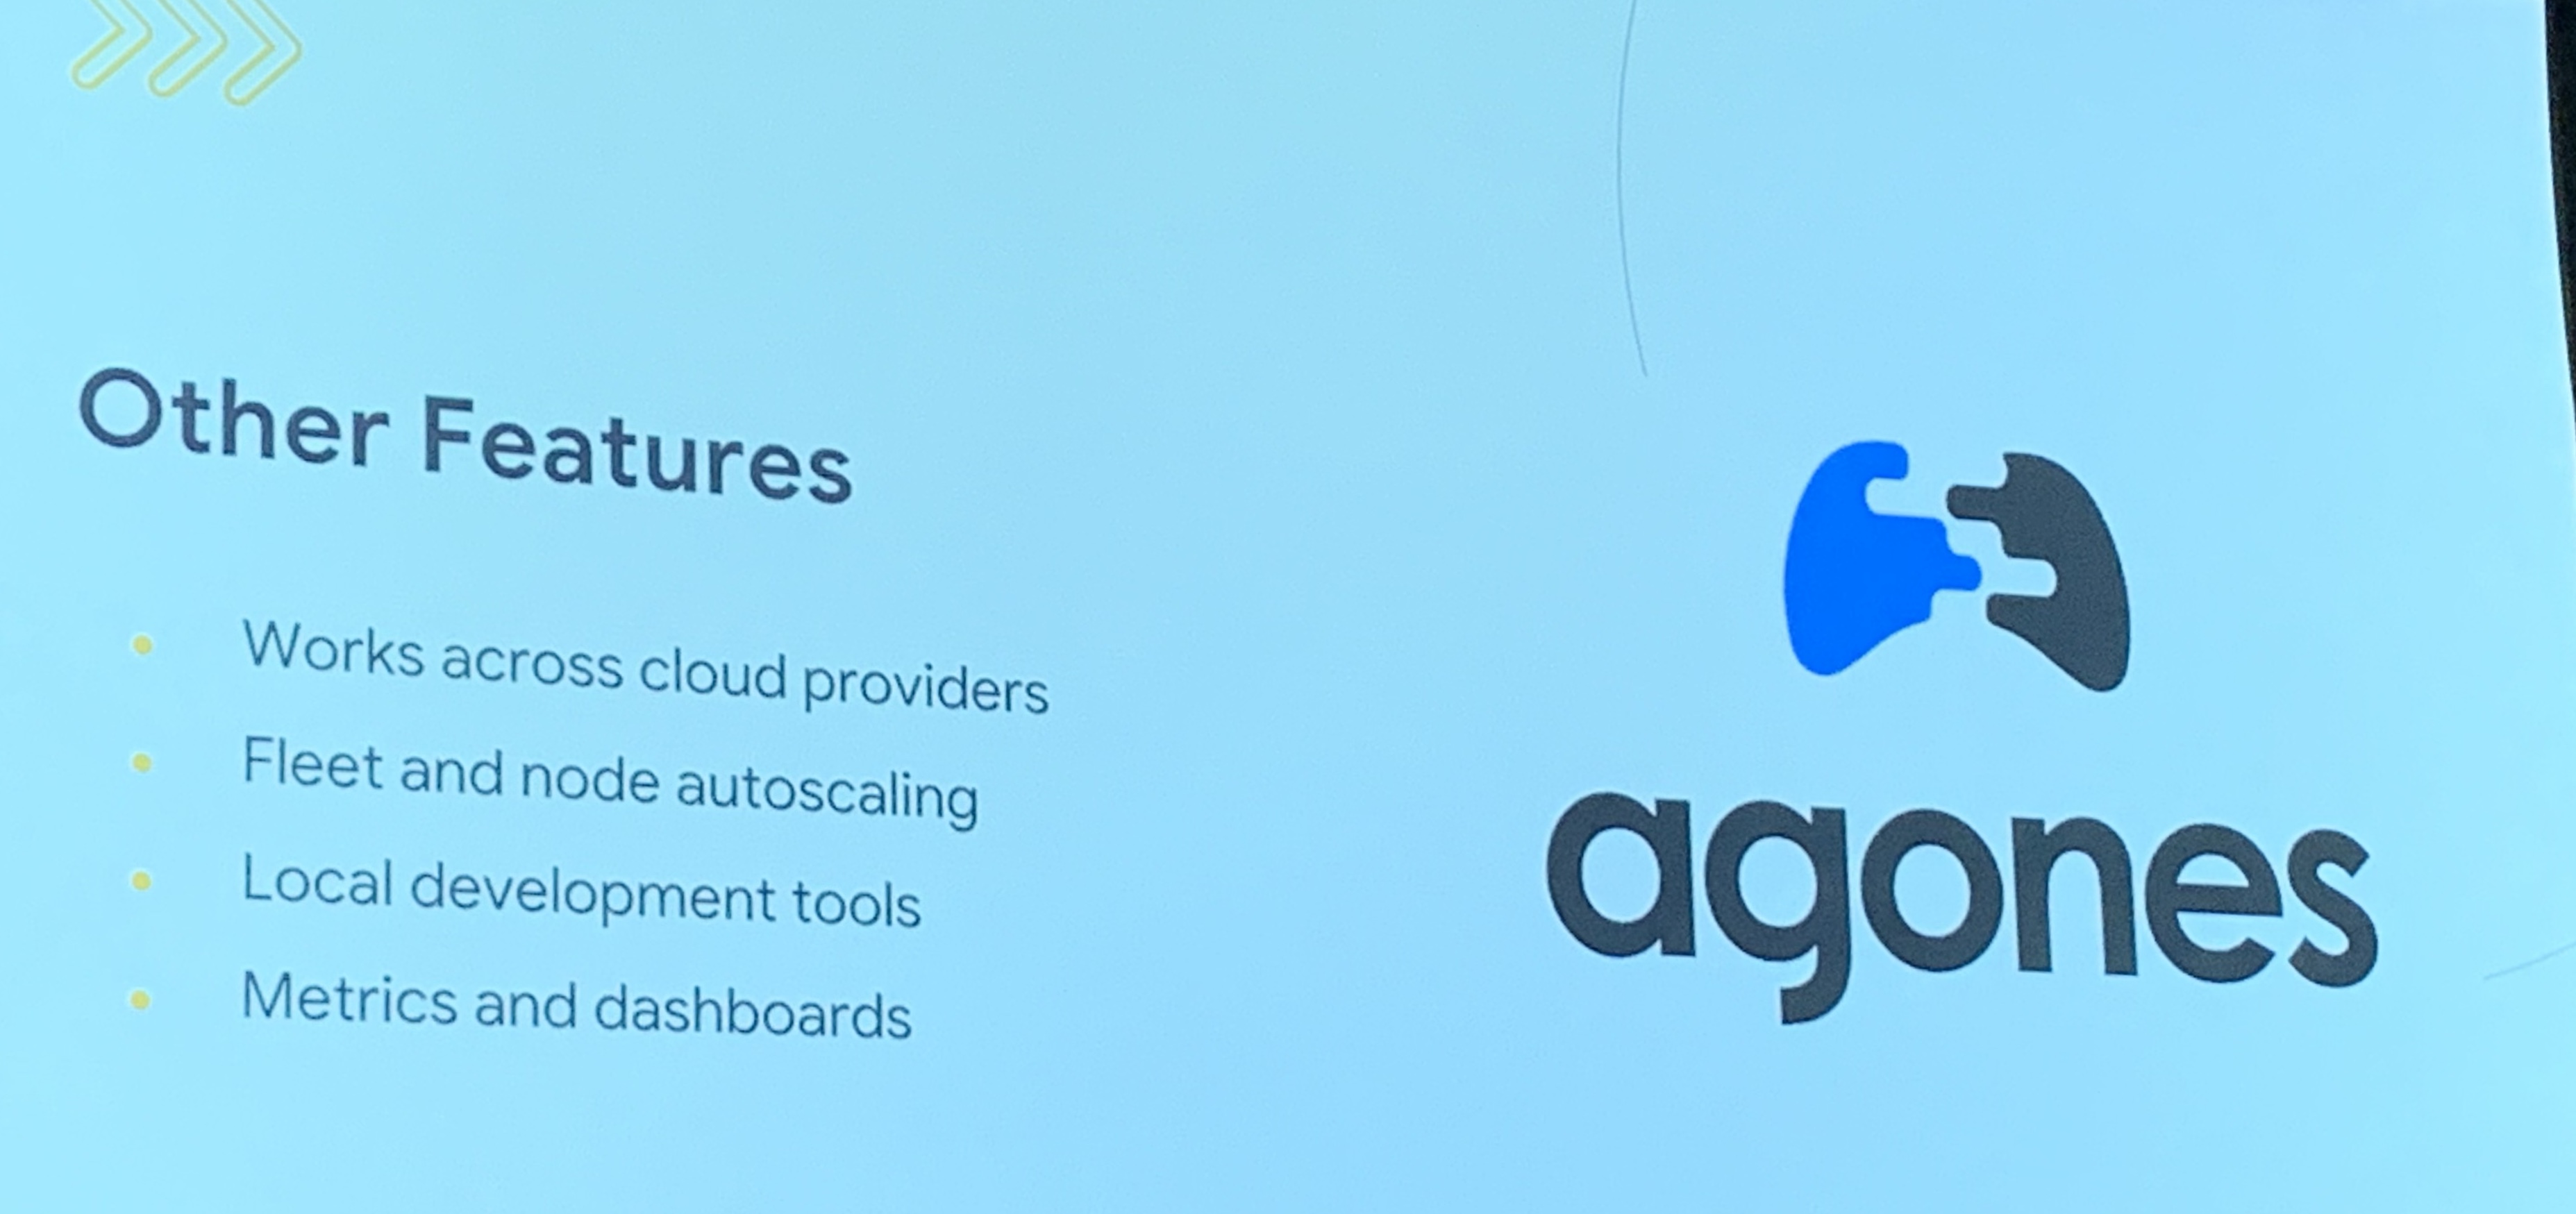 Other Features
Works across cloud providers
Fleet and node autoscaling
Local development tools
Metrics and dashboards
agones